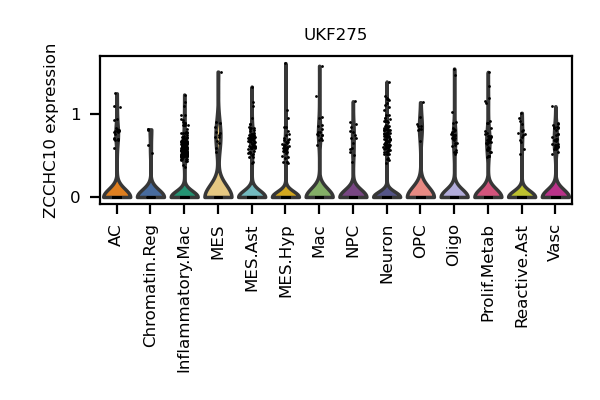 UKF275
ZCCHC10 expression
1
0
AC
Chromatin.Reg
Inflammatory.Mac
MES
MES.Ast
MES.Hyp
Mac
NPC
Neuron
OPC
Oligo
Prolif.Metab
Reactive.Ast
Vasc